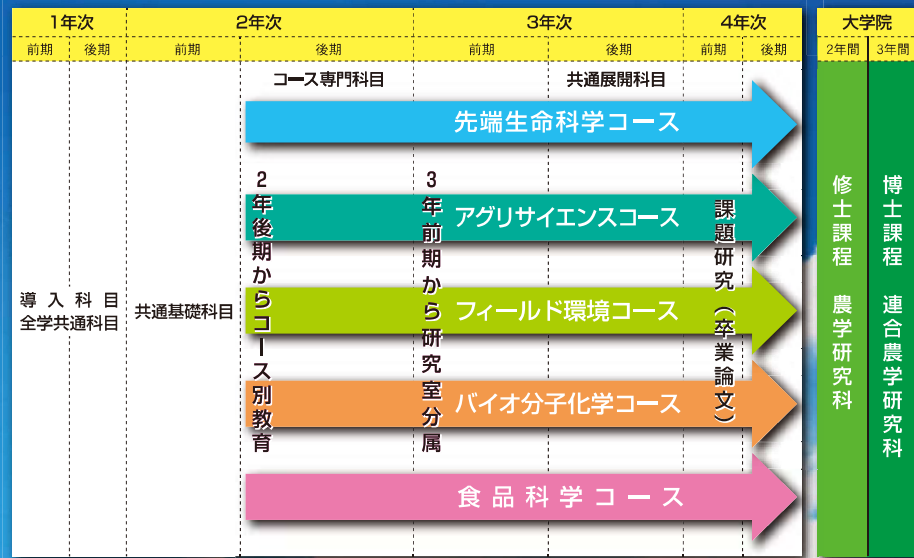 1年次 2年次 3年次 4年次 大学院
前期 後期 前期 後期 前期 後期 前期 後期 2年間 3年間
コース専門科目 共通展開科目
先端生命科学コース
アグリサイエンスコース
フィールド環境コース
バイオ分子化学コース
食品科学コース
導入科目
全学共通科目
共通基礎科目
2年後期からコース別教育
3年前期から研究室分属
課題研究(卒業論文)
修士課程 農学研究科
博士課程 連合農学研究科